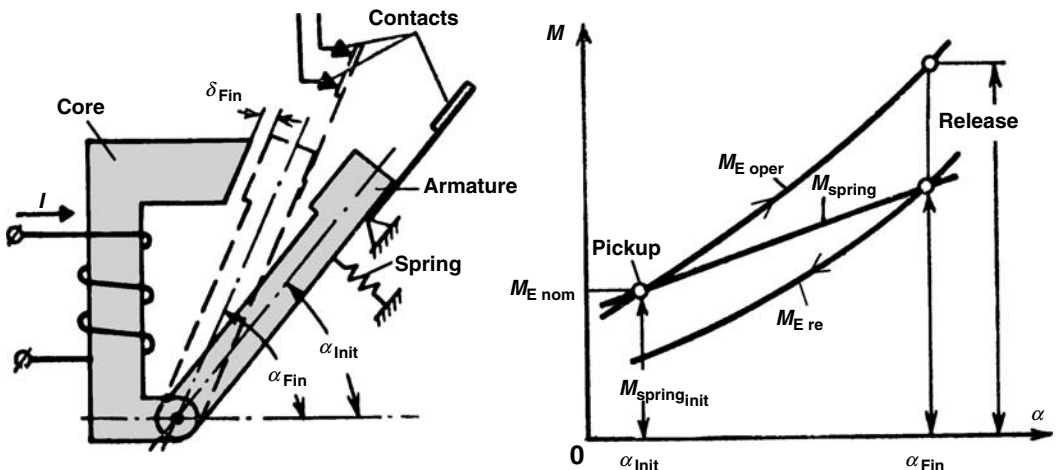 Contacts
δFin
Core
I
Armature
Spring
αInit
αFin
M
Release
ME oper
Mspring
Pickup
ME nom
ME re
Mspringinit
0
αInit
αFin
α